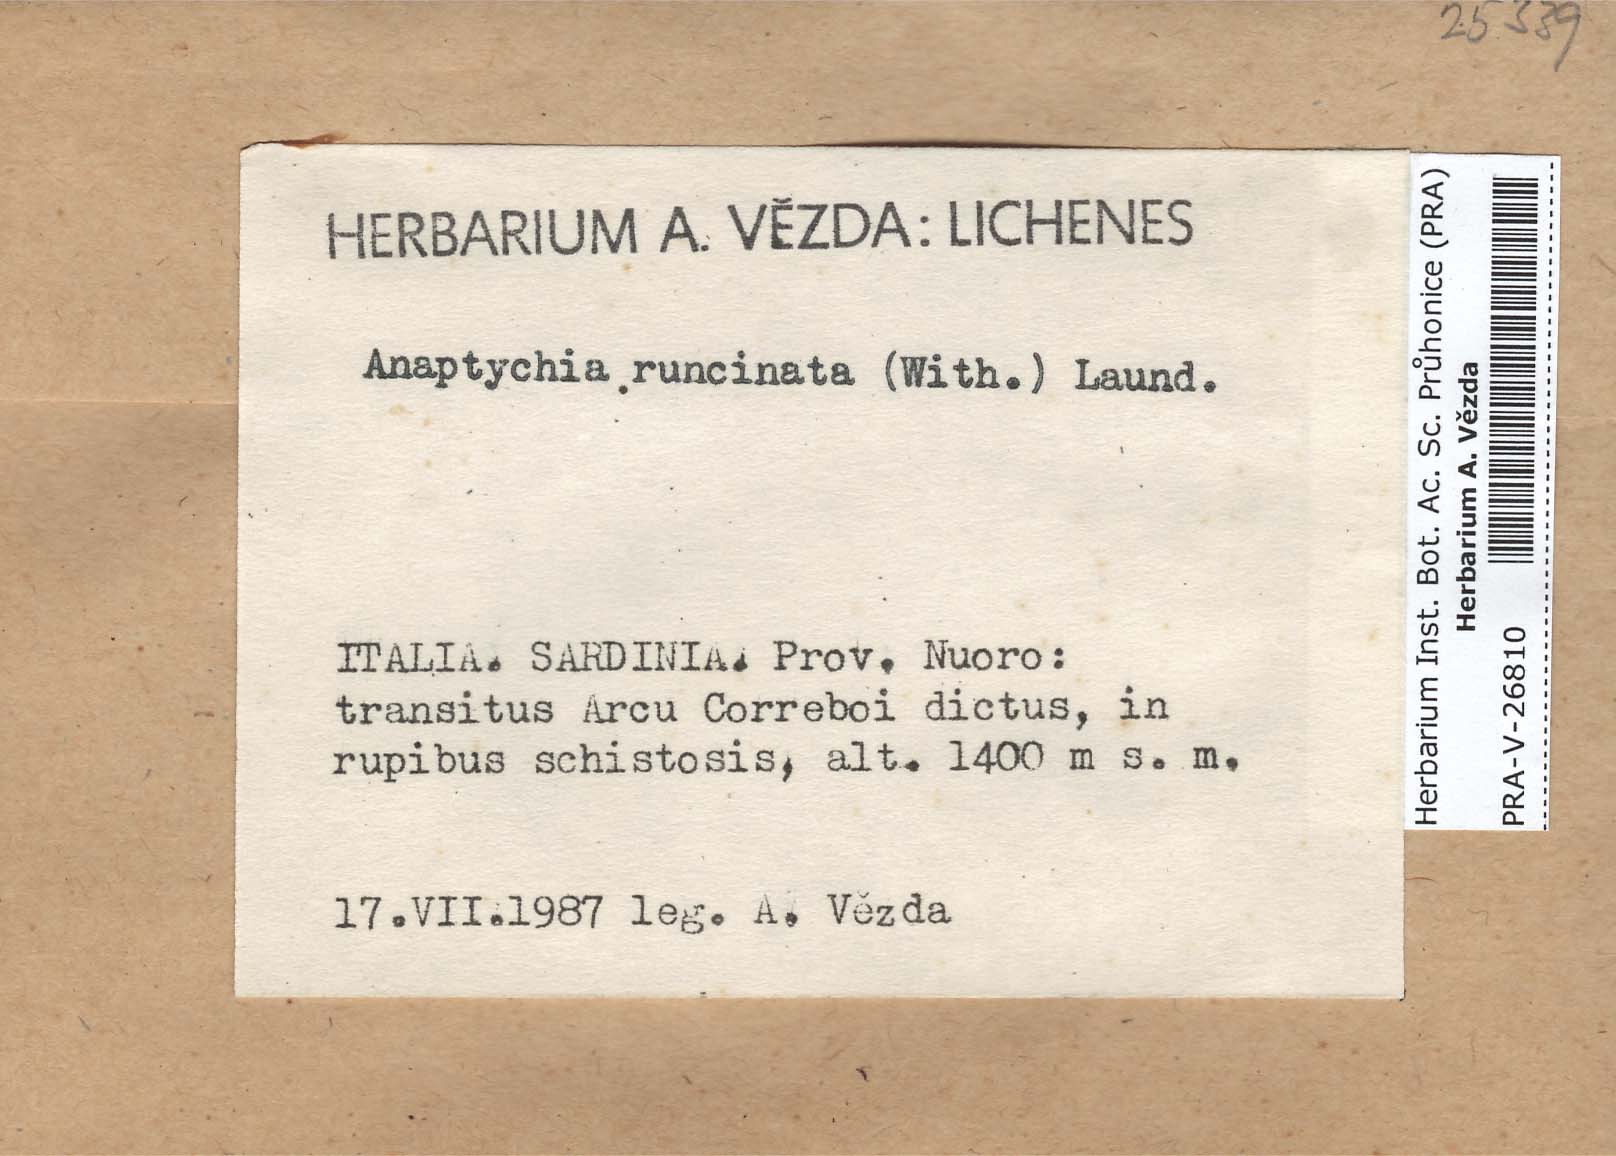 25339
HERBARIUM A. VĚZDA: LICHENES
Anaptychia runcinata (With.) Laund.
ITALIA. SARDINIA. Prov. Nuoro:
transitus Arcu Correboi dictus, in
rupibus schistosis, alt. 1400 m s. m.
17.VII.1987 leg. A. Vězda
Herbarium Inst. Bot. Ac. Sc. Průhonice (PRA)
Herbarium A. Vězda
PRA-V-26810